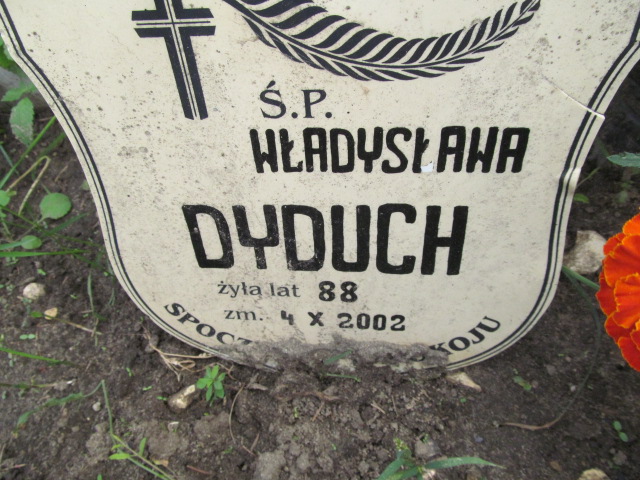 Ś.P.
WŁADYSŁAWA
DYDUCH
żyła lat 88
zm. 4 X 2002